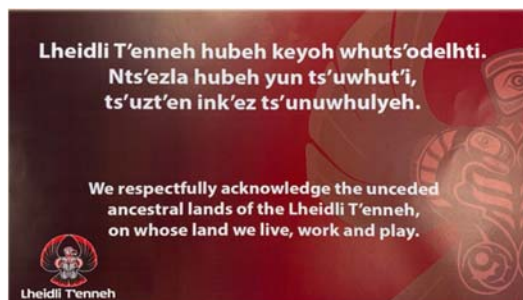 Lheidli T'enneh hubeh keyoh whuts'odelhti.
Nts'ezla hubeh yun ts'uwhut'i,
ts'uzt'en ink'ez ts'unuwhulyeh.
We respectfully acknowledge the unceded
ancestral lands of the Lheidli T'enneh,
on whose land we live, work and play.
Lheidli T'enneh